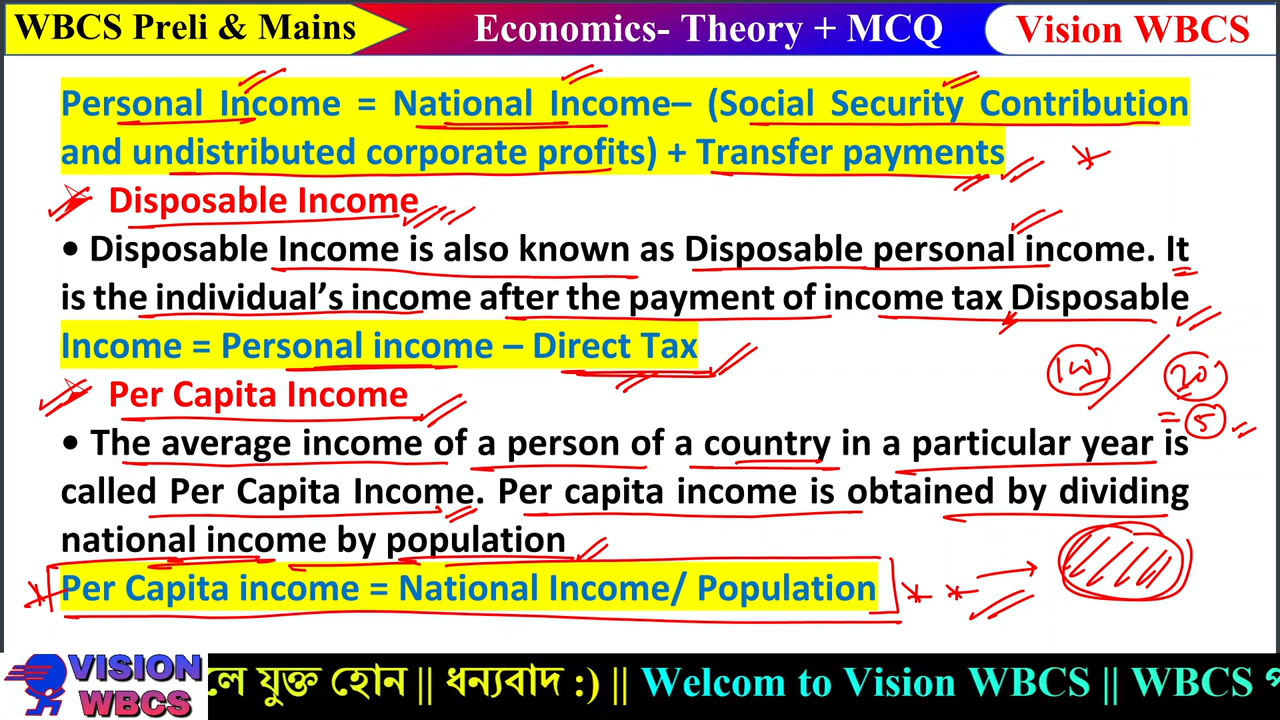 WBCS Preli & Mains
Economics- Theory + MCQ
Vision WBCS
Personal Income = National Income– (Social Security Contribution
and undistributed corporate profits) + Transfer payments
➢ Disposable Income
• Disposable Income is also known as Disposable personal income. It
is the individual's income after the payment of income tax Disposable
Income = Personal income – Direct Tax
100 / 20
= 5
➢ Per Capita Income
• The average income of a person of a country in a particular year is
called Per Capita Income. Per capita income is obtained by dividing
national income by population
Per Capita income = National Income/ Population
VISION
WBCS
লে যুক্ত হোন || ধন্যবাদ :) || Welcome to Vision WBCS || WBCS